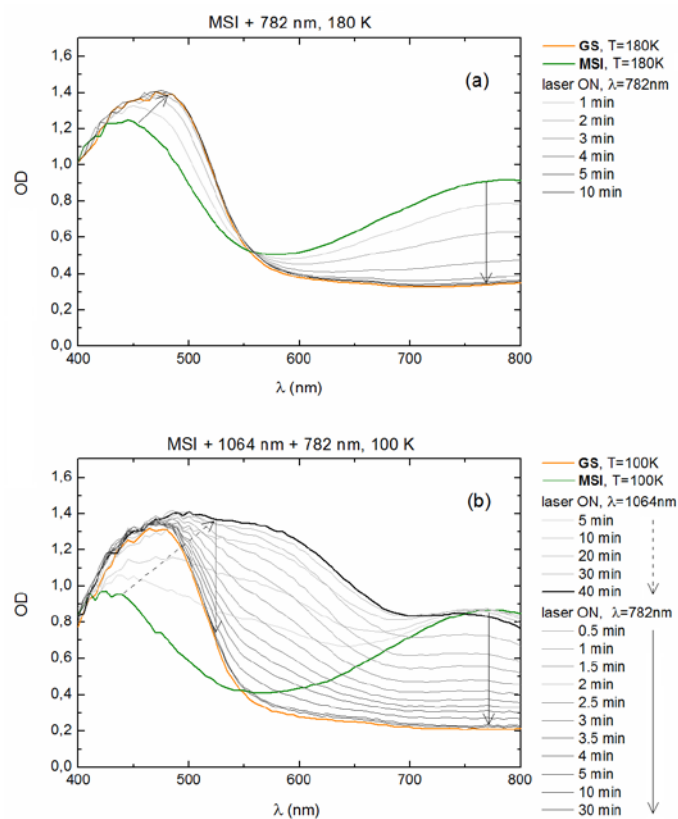 MSI + 782 nm, 180 K
(a)
OD
1,6
1,4
1,2
1,0
0,8
0,6
0,4
0,2
0,0
400 500 600 700 800
λ (nm)
GS, T=180K
MSI, T=180K
laser ON, λ=782nm
1 min
2 min
3 min
4 min
5 min
10 min
MSI + 1064 nm + 782 nm, 100 K
(b)
OD
1,6
1,4
1,2
1,0
0,8
0,6
0,4
0,2
0,0
400 500 600 700 800
λ (nm)
GS, T=100K
MSI, T=100K
laser ON, λ=1064nm
5 min
10 min
20 min
30 min
40 min
laser ON, λ=782nm
0.5 min
1 min
1.5 min
2 min
2.5 min
3 min
3.5 min
4 min
5 min
10 min
30 min